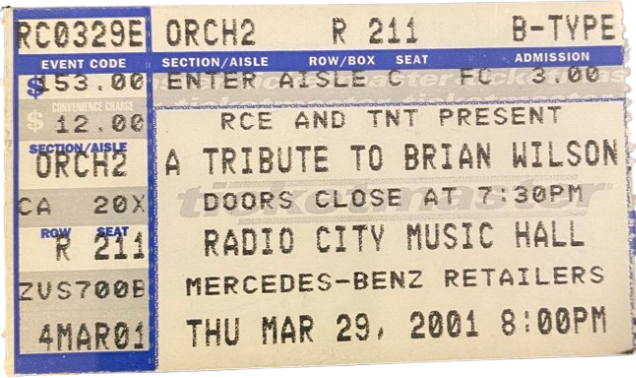 RC0329E ORCH2 R 211 B-TYPE
EVENT CODE SECTION/AISLE ROW/BOX SEAT ADMISSION
$ 153.00 ENTER AISLE C FC 3.00
CONVENIENCE CHARGE
$ 12.00 RCE AND TNT PRESENT
SECTION/AISLE
ORCH2 A TRIBUTE TO BRIAN WILSON
ticketmaster
CA 20X DOORS CLOSE AT 7:30PM
ROW SEAT
R 211 RADIO CITY MUSIC HALL
ZVS700B MERCEDES-BENZ RETAILERS
4MAR01 THU MAR 29, 2001 8:00PM